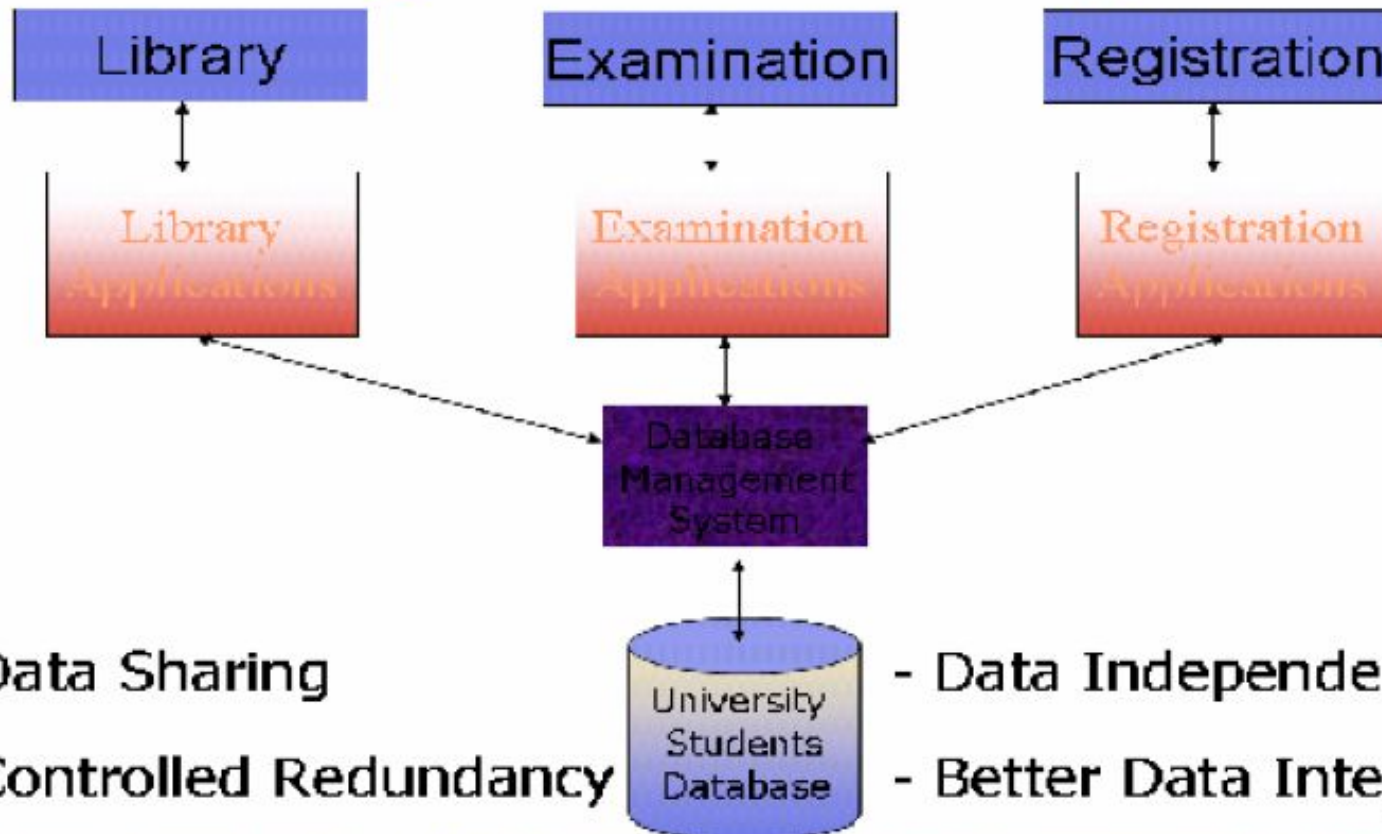 Library
Examination
Registration
Library
Applications
Examination
Applications
Registration
Applications
Database
Management
System
University
Students
Database
Data Sharing
- Data Independe
Controlled Redundancy
- Better Data Inte